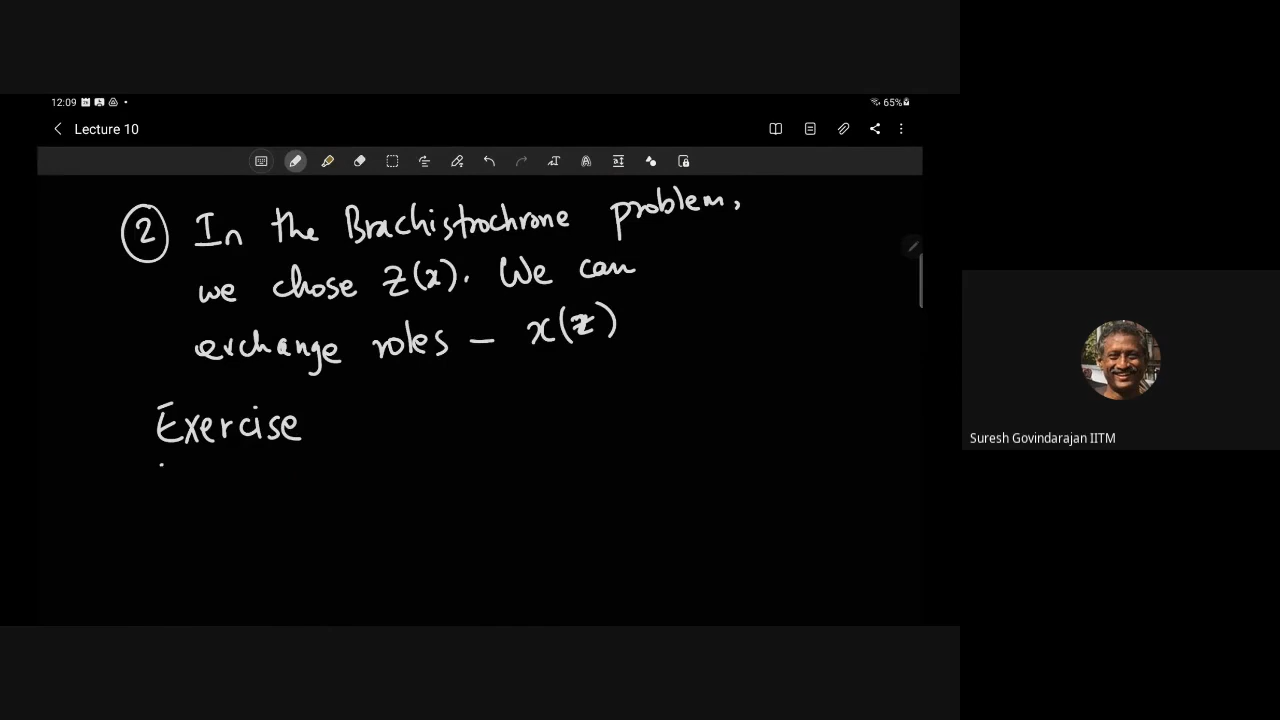 12:09
65%
Lecture 10
② In the Brachistrochrone problem,
we chose z(x). We can
exchange roles – x(z)
Exercise
Suresh Govindarajan IITM